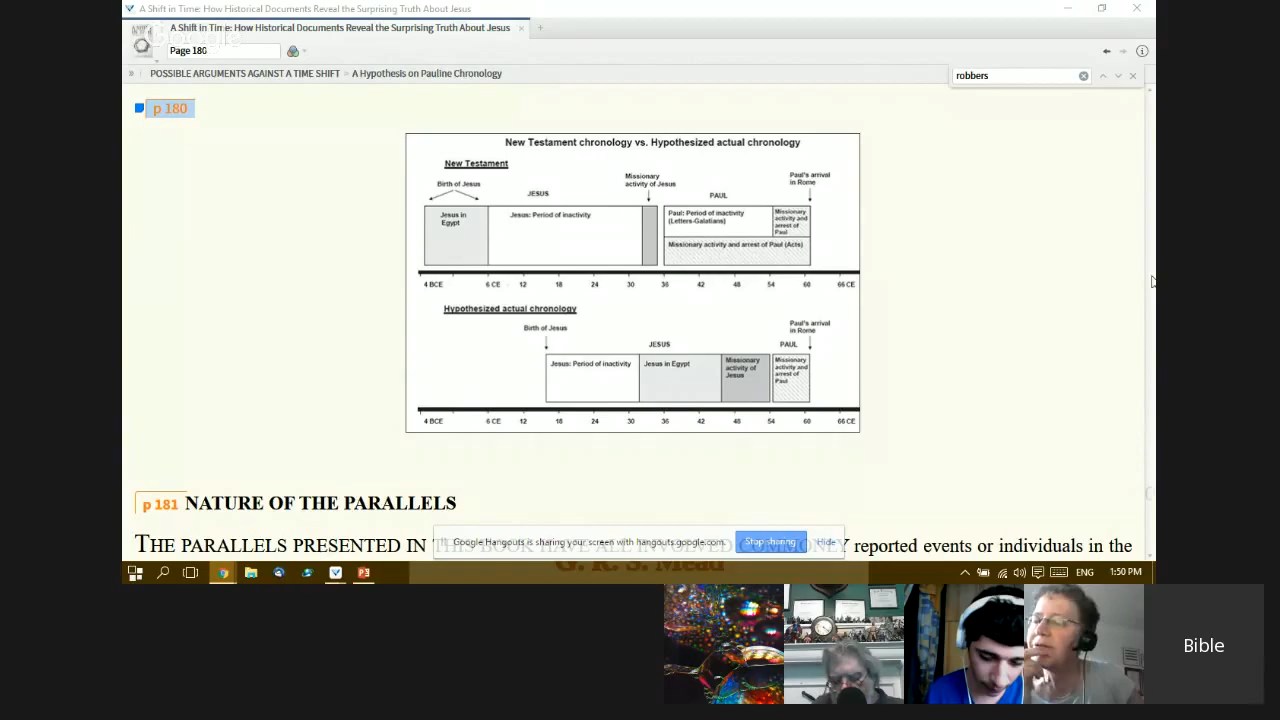 A Shift in Time: How Historical Documents Reveal the Surprising Truth About Jesus
A Shift in Time: How Historical Documents Reveal the Surprising Truth About Jesus
Google
Page 180
POSSIBLE ARGUMENTS AGAINST A TIME SHIFT » A Hypothesis on Pauline Chronology
robbers
p 180
New Testament chronology vs. Hypothesized actual chronology
New Testament
Birth of Jesus
JESUS
Missionary
activity of Jesus
PAUL
Paul's arrival
in Rome
Jesus in
Egypt
Jesus: Period of inactivity
Paul: Period of inactivity
(Letters-Galatians)
Missionary
activity and
arrest of
Paul
Missionary activity and arrest of Paul (Acts)
4 BCE 6 CE 12 18 24 30 36 42 48 54 60 66 CE
Hypothesized actual chronology
Birth of Jesus
JESUS
PAUL
Paul's arrival
in Rome
Jesus: Period of inactivity
Jesus in Egypt
Missionary
activity of
Jesus
Missionary
activity and
arrest of
Paul
4 BCE 6 CE 12 18 24 30 36 42 48 54 60 66 CE
p 181 NATURE OF THE PARALLELS
THE PARALLELS PRESENTED IN THIS BOOK HAVE ALL INVOLVED COMMONLY reported events or individuals in the
Google Hangouts is sharing your screen with hangouts.google.com.
Stop sharing
Hide
G. R. S. Mead
ENG
1:50 PM
Bible